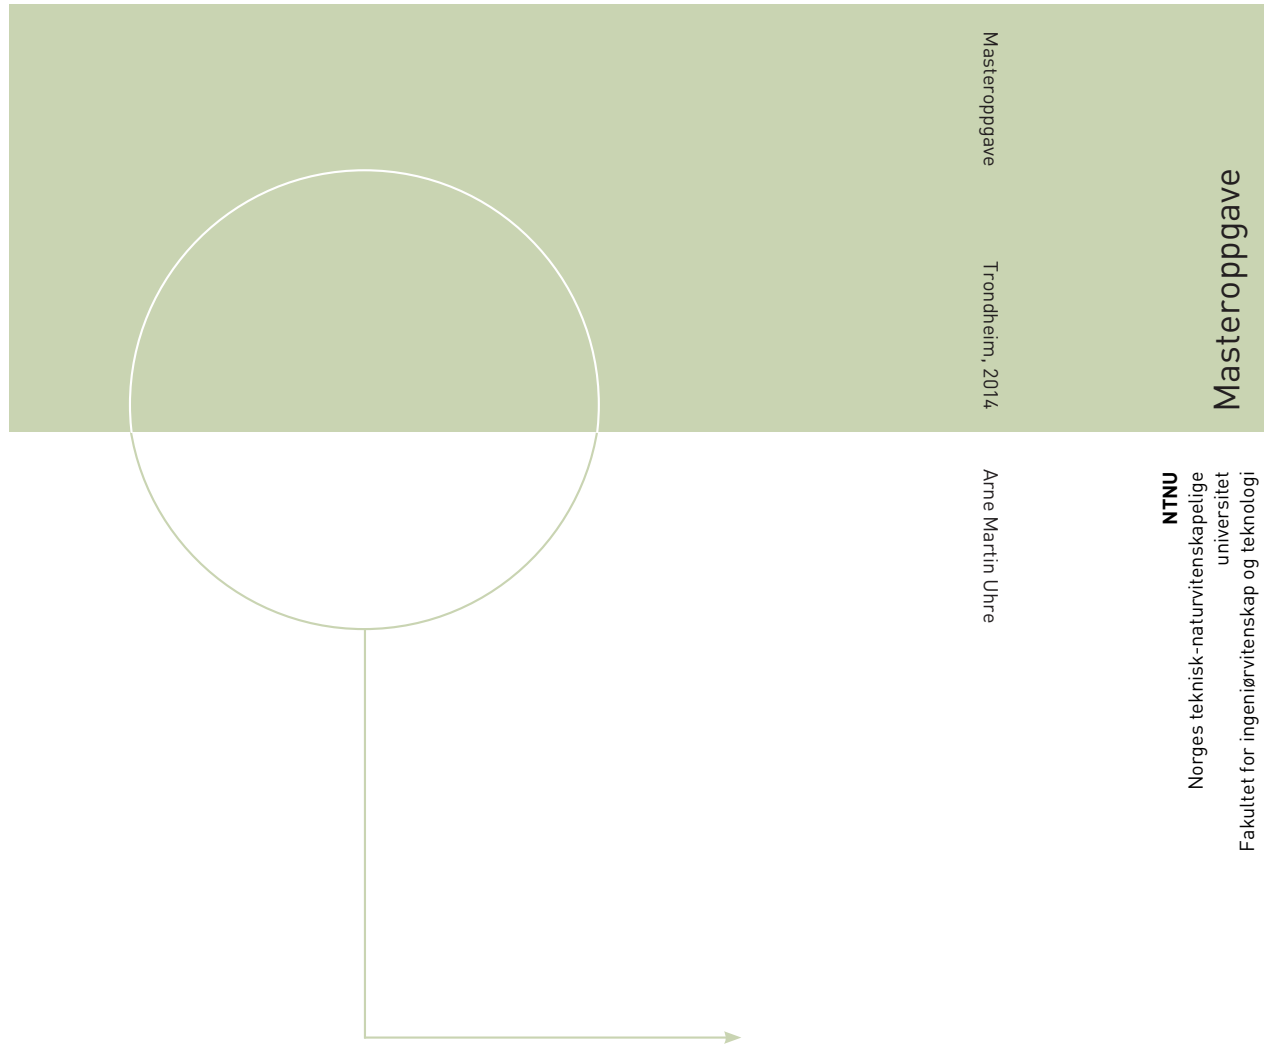 Masteroppgave
Trondheim, 2014
Arne Martin Uhre
Masteroppgave
NTNU
Norges teknisk-naturvitenskapelige
universitet
Fakultet for ingeniørvitenskap og teknologi